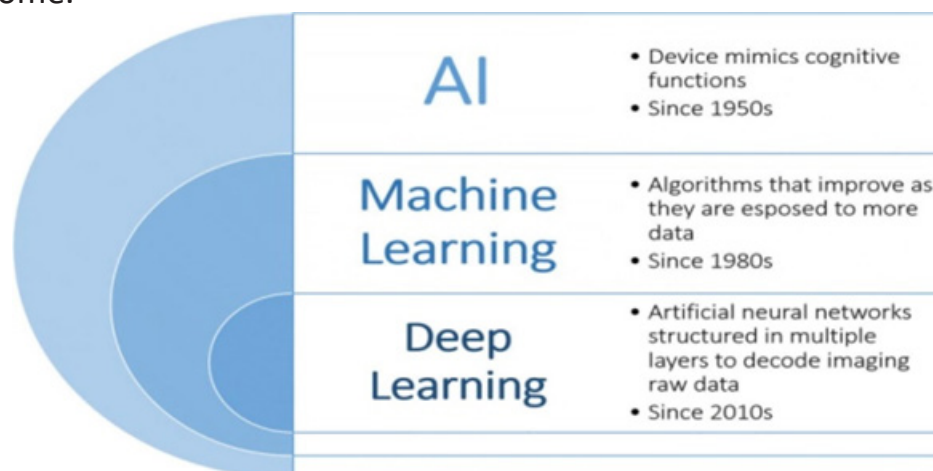 ome.
AI
• Device mimics cognitive
functions
• Since 1950s
Machine
Learning
• Algorithms that improve as
they are esposed to more
data
• Since 1980s
Deep
Learning
• Artificial neural networks
structured in multiple
layers to decode imaging
raw data
• Since 2010s